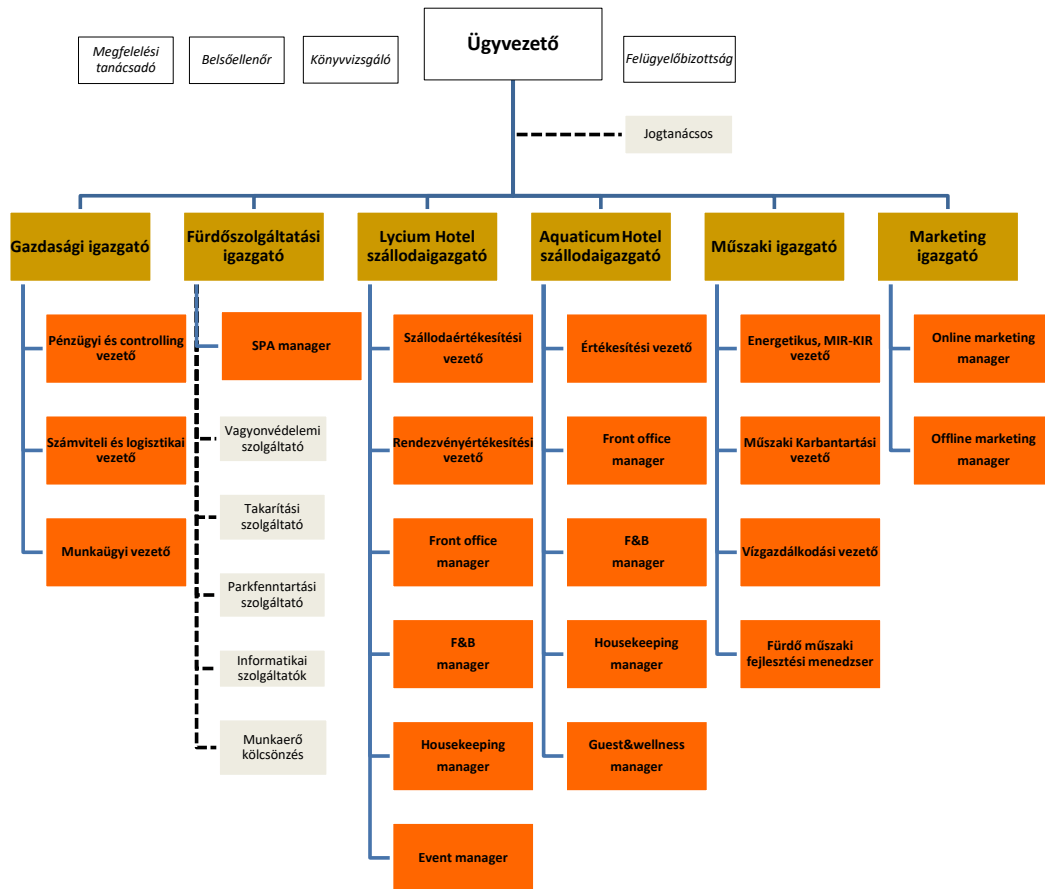 Ügyvezető
Megfelelési
tanácsadó
Belsőellenőr
Könyvvizsgáló
Felügyelőbizottság
Jogtanácsos
Gazdasági igazgató
Pénzügyi és controlling
vezető
Számviteli és logisztikai
vezető
Munkaügyi vezető
Fürdőszolgáltatási
igazgató
SPA manager
Vagyonvédelemi
szolgáltató
Takarítási
szolgáltató
Parkfenntartási
szolgáltató
Informatikai
szolgáltatók
Munkaerő
kölcsönzés
Lycium Hotel
szállodaigazgató
Szállodaértékesítési
vezető
Rendezvényértékesítési
vezető
Front office
manager
F&B
manager
Housekeeping
manager
Event manager
Aquaticum Hotel
szállodaigazgató
Értékesítési vezető
Front office
manager
F&B
manager
Housekeeping
manager
Guest&wellness
manager
Műszaki igazgató
Energetikus, MIR-KIR
vezető
Műszaki Karbantartási
vezető
Vízgazdálkodási vezető
Fürdő műszaki
fejlesztési menedzser
Marketing
igazgató
Online marketing
manager
Offline marketing
manager